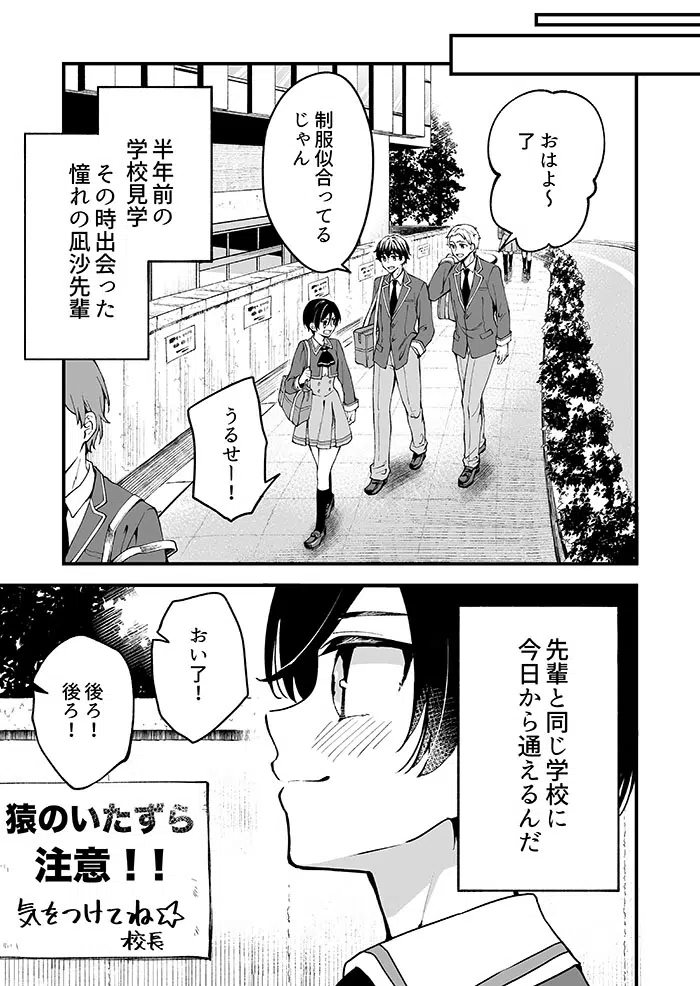 おはよ～
了
制服似合ってる
じゃん
半年前の
学校見学
その時出会った
憧れの凪沙先輩
うるせー！
先輩と同じ学校に
今日から通えるんだ
おい了！
後ろ！
後ろ！
猿のいたずら
注意！！
気をつけてね☆
校長